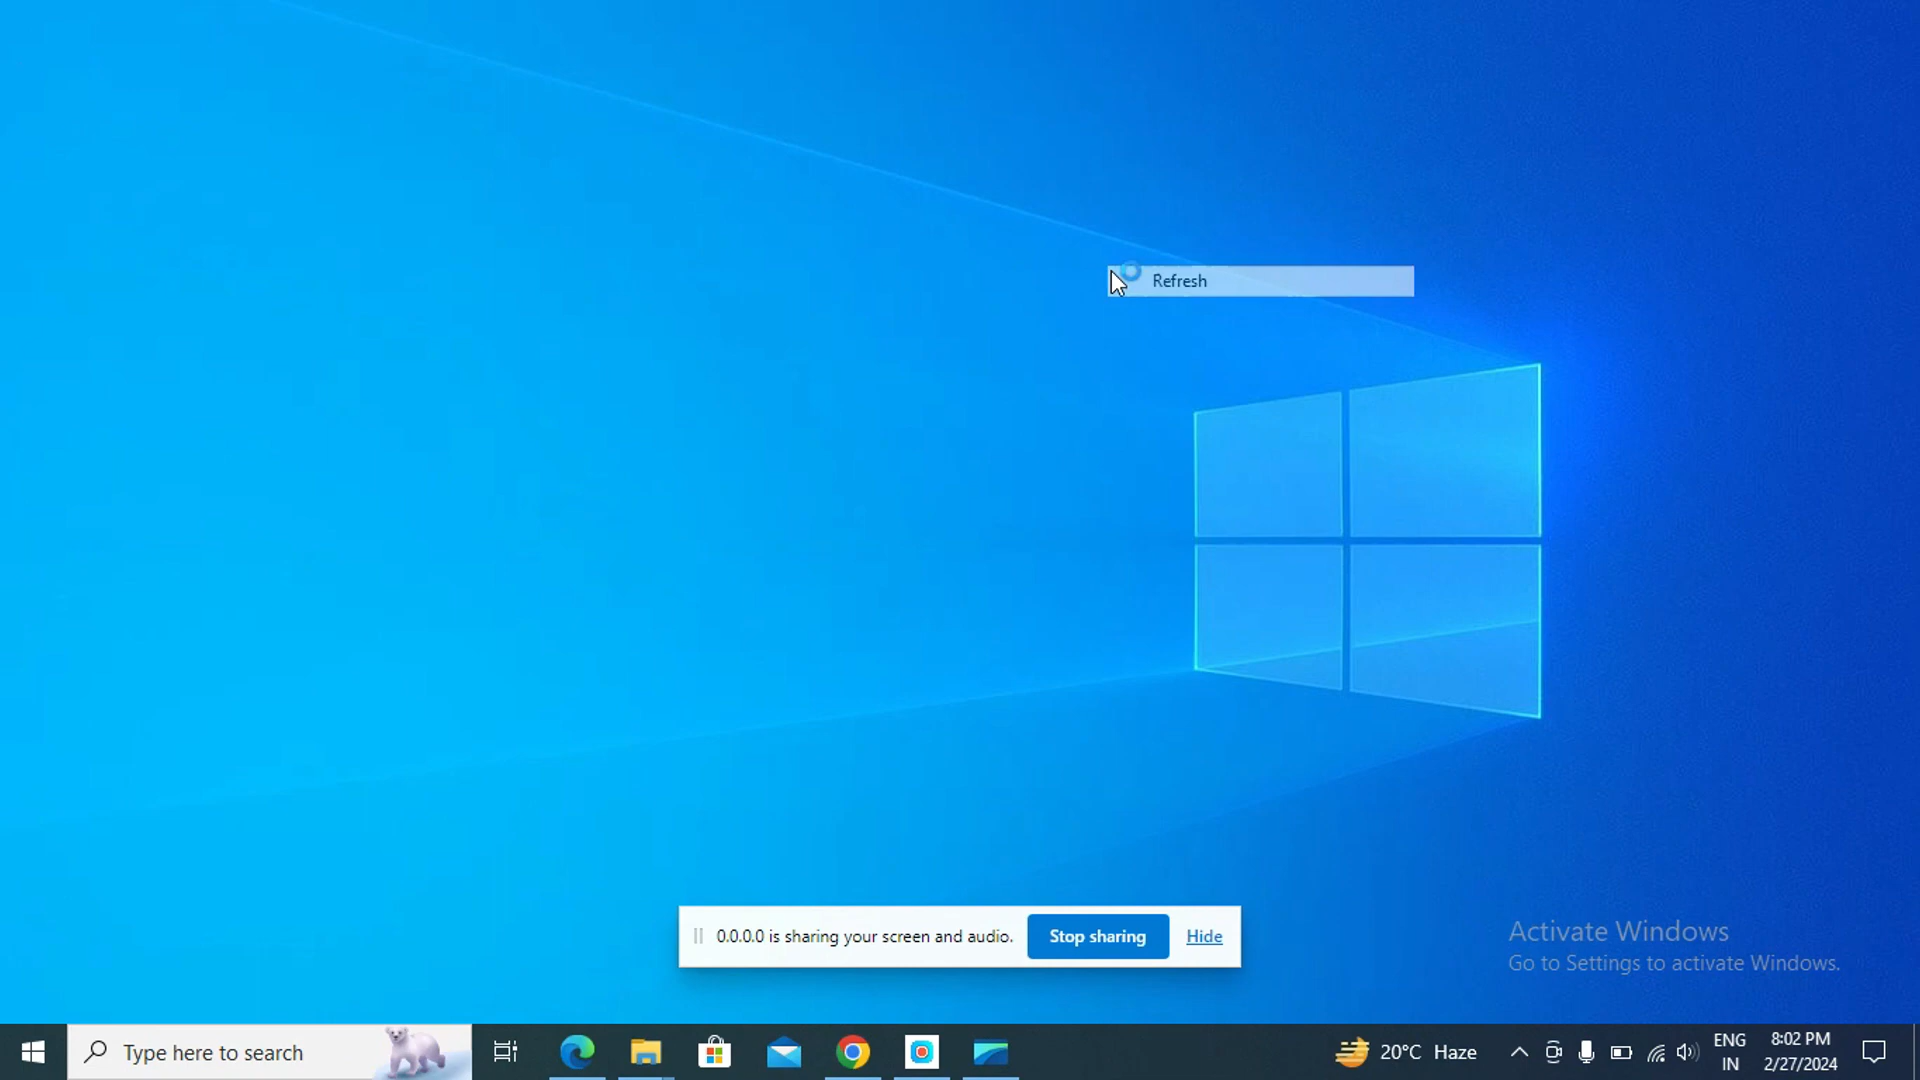 Refresh
0.0.0.0 is sharing your screen and audio.
Stop sharing
Hide
Activate Windows
Go to Settings to activate Windows.
Type here to search
20°C Haze
ENG
IN
8:02 PM
2/27/2024